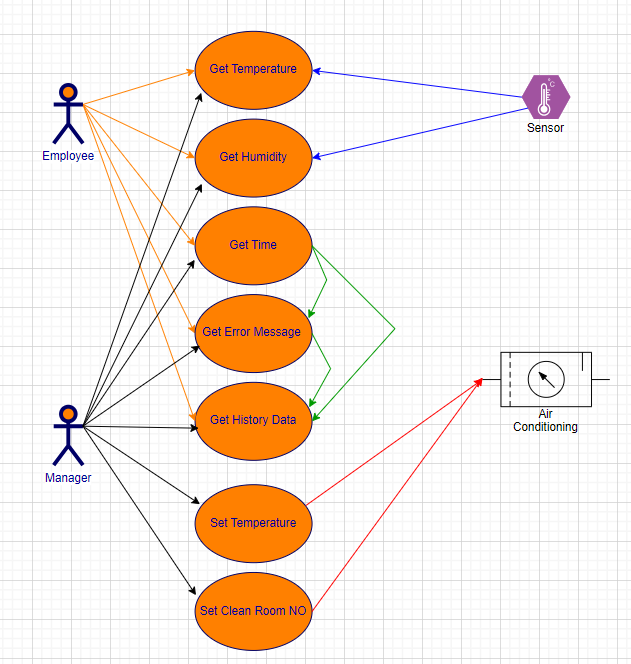 Get Temperature
°C
Sensor
Employee
Get Humidity
Get Time
Get Error Message
Air
Conditioning
Get History Data
Manager
Set Temperature
Set Clean Room NO